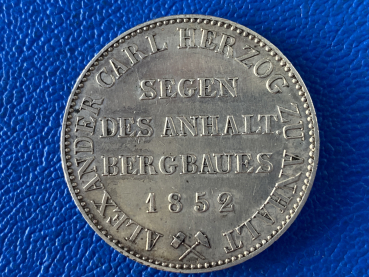 ALEXANDER CARL HERZOG ZU ANHALT
SEGEN
DES ANHALT.
BERGBAUES
1852